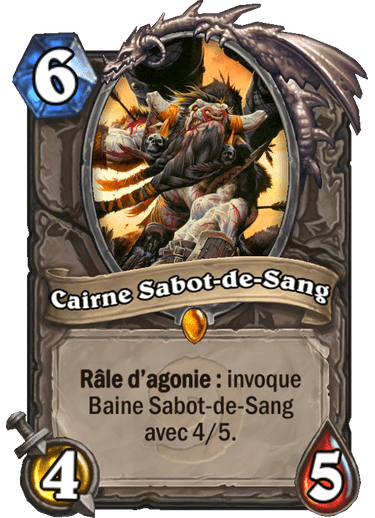 6
Cairne Sabot-de-Sang
Râle d’agonie : invoque
Baine Sabot-de-Sang
avec 4/5.
4
5